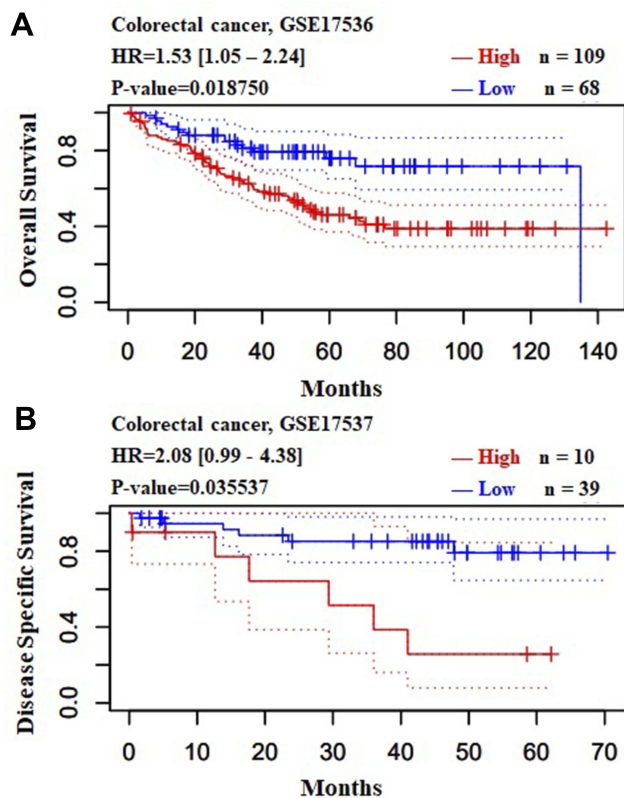 A
Colorectal cancer, GSE17536
HR=1.53 [1.05 – 2.24]
High n = 109
P-value=0.018750
Low n = 68
Overall Survival
0.8
0.4
0.0
0 20 40 60 80 100 120 140
Months
B
Colorectal cancer, GSE17537
HR=2.08 [0.99 - 4.38]
High n = 10
P-value=0.035537
Low n = 39
Disease Specific Survival
0.8
0.4
0.0
0 10 20 30 40 50 60 70
Months